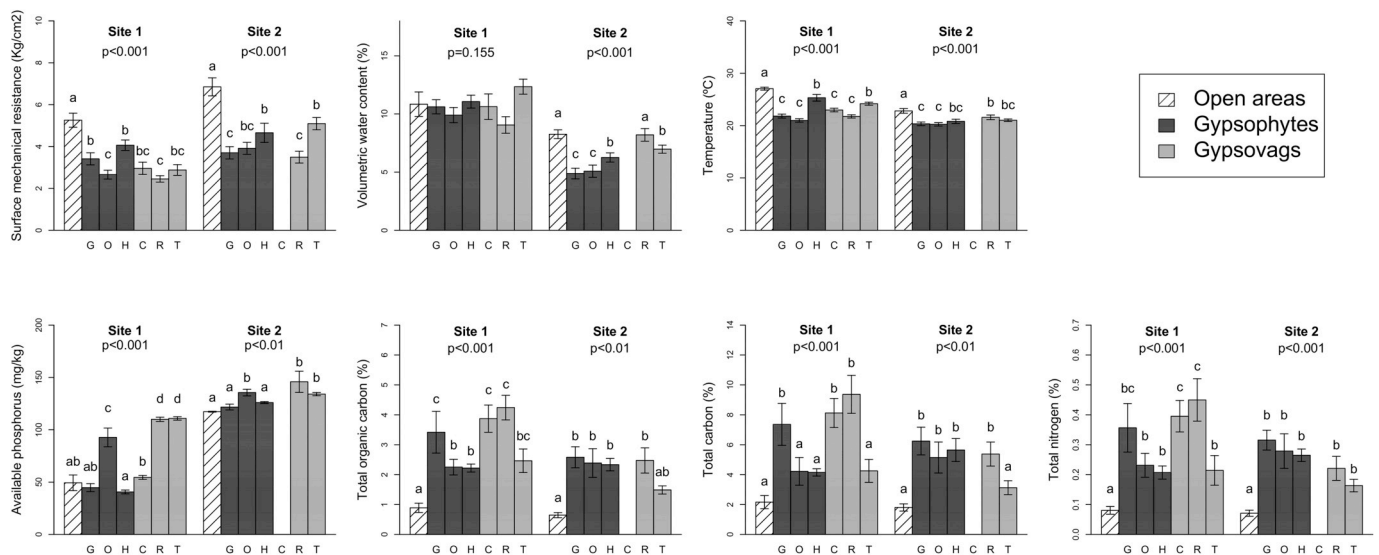 Surface mechanical resistance (Kg/cm2)
0 2 4 6 8 10
Site 1
p<0.001
a b c b bc c bc
Site 2
p<0.001
a c bc b c b
G O H C R T G O H C R T
Volumetric water content (%)
0 5 10 15
Site 1
p=0.155
Site 2
p<0.001
a c c b a b
G O H C R T G O H C R T
Temperature (ºC)
0 10 20 30 40
Site 1
p<0.001
a c c b c c b
Site 2
p<0.001
a c c bc b bc
G O H C R T G O H C R T
Open areas
Gypsophytes
Gypsovags
Available phosphorus (mg/kg)
0 50 100 150 200
Site 1
p<0.001
ab ab c a b d d
Site 2
p<0.01
a a b a b b
G O H C R T G O H C R T
Total organic carbon (%)
0 1 2 3 4 5 6 7
Site 1
p<0.001
a c b b c c bc
Site 2
p<0.01
a b b b b ab
G O H C R T G O H C R T
Total carbon (%)
0 2 4 6 8 10 12 14
Site 1
p<0.001
a b a a b b a
Site 2
p<0.01
a b b b b a
G O H C R T G O H C R T
Total nitrogen (%)
0.0 0.1 0.2 0.3 0.4 0.5 0.6 0.7
Site 1
p<0.001
a bc b b c c b
Site 2
p<0.001
a b b b b b
G O H C R T G O H C R T